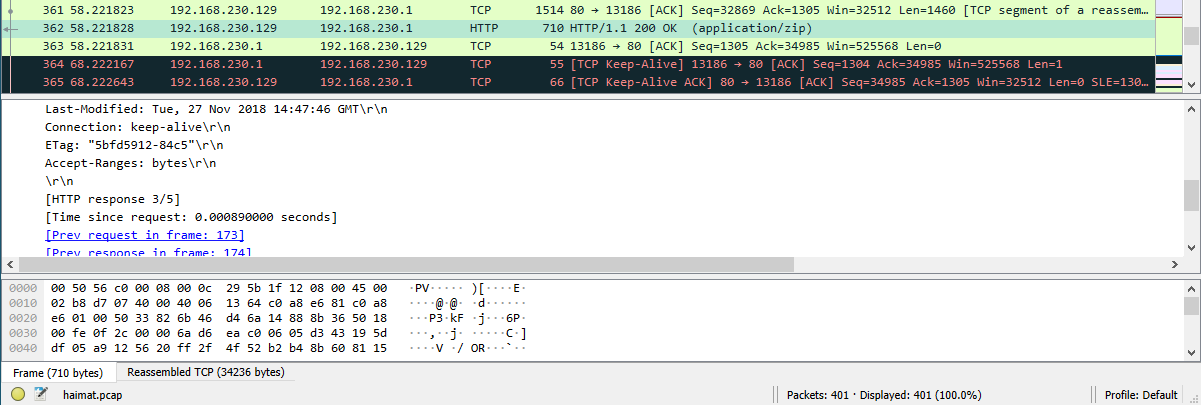 361 58.221823 192.168.230.129 192.168.230.1 TCP 1514 80 → 13186 [ACK] Seq=32869 Ack=1305 Win=32512 Len=1460 [TCP segment of a reassem…
362 58.221828 192.168.230.129 192.168.230.1 HTTP 710 HTTP/1.1 200 OK  (application/zip)
363 58.221831 192.168.230.1 192.168.230.129 TCP 54 13186 → 80 [ACK] Seq=1305 Ack=34985 Win=525568 Len=0
364 68.222167 192.168.230.1 192.168.230.129 TCP 55 [TCP Keep-Alive] 13186 → 80 [ACK] Seq=1304 Ack=34985 Win=525568 Len=1
365 68.222643 192.168.230.129 192.168.230.1 TCP 66 [TCP Keep-Alive ACK] 80 → 13186 [ACK] Seq=34985 Ack=1305 Win=32512 Len=0 SLE=130…
Last-Modified: Tue, 27 Nov 2018 14:47:46 GMT\r\n
Connection: keep-alive\r\n
ETag: "5bfd5912-84c5"\r\n
Accept-Ranges: bytes\r\n
\r\n
[HTTP response 3/5]
[Time since request: 0.000890000 seconds]
[Prev request in frame: 173]
[Prev response in frame: 174]
0000 00 50 56 c0 00 08 00 0c 29 5b 1f 12 08 00 45 00 ·PV····· )[····E·
0010 02 b8 d7 07 40 00 40 06 13 64 c0 a8 e6 81 c0 a8 ····@·@· ·d······
0020 e6 01 00 50 33 82 6b 46 d4 6a 14 88 8b 36 50 18 ···P3·kF ·j···6P·
0030 00 fe 0f 2c 00 00 6a d6 ea c0 06 05 d3 43 19 5d ···,··j· ·····C·]
0040 df 05 a9 12 56 20 ff 2f 4f 52 b2 b4 8b 60 81 15 ····V ·/ OR···`··
Frame (710 bytes) Reassembled TCP (34236 bytes)
haimat.pcap Packets: 401 · Displayed: 401 (100.0%) Profile: Default